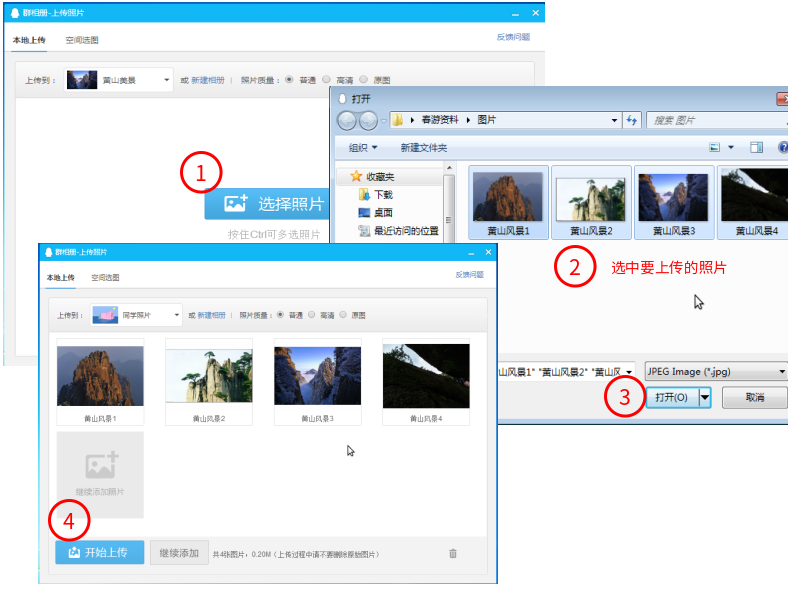 群相册-上传照片
本地上传 空间选图 反馈问题
上传到： 黄山美景 或 新建相册 | 照片质量： 普通 高清 原图
1
选择照片
按住Ctrl可多选照片
打开
春游资料 图片 搜索 图片
组织 新建文件夹
收藏夹
下载
桌面
最近访问的位置
黄山风景1 黄山风景2 黄山风景3 黄山风景4
2 选中要上传的照片
山风景1" "黄山风景2" "黄山风 JPEG Image (*.jpg)
3 打开(O) 取消
群相册-上传照片
本地上传 空间选图 反馈问题
上传到： 同学照片 或 新建相册 | 照片质量： 普通 高清 原图
黄山风景1 黄山风景2 黄山风景3 黄山风景4
继续添加照片
4
开始上传 继续添加 共4张图片，0.20M（上传过程中请不要删除原始图片）